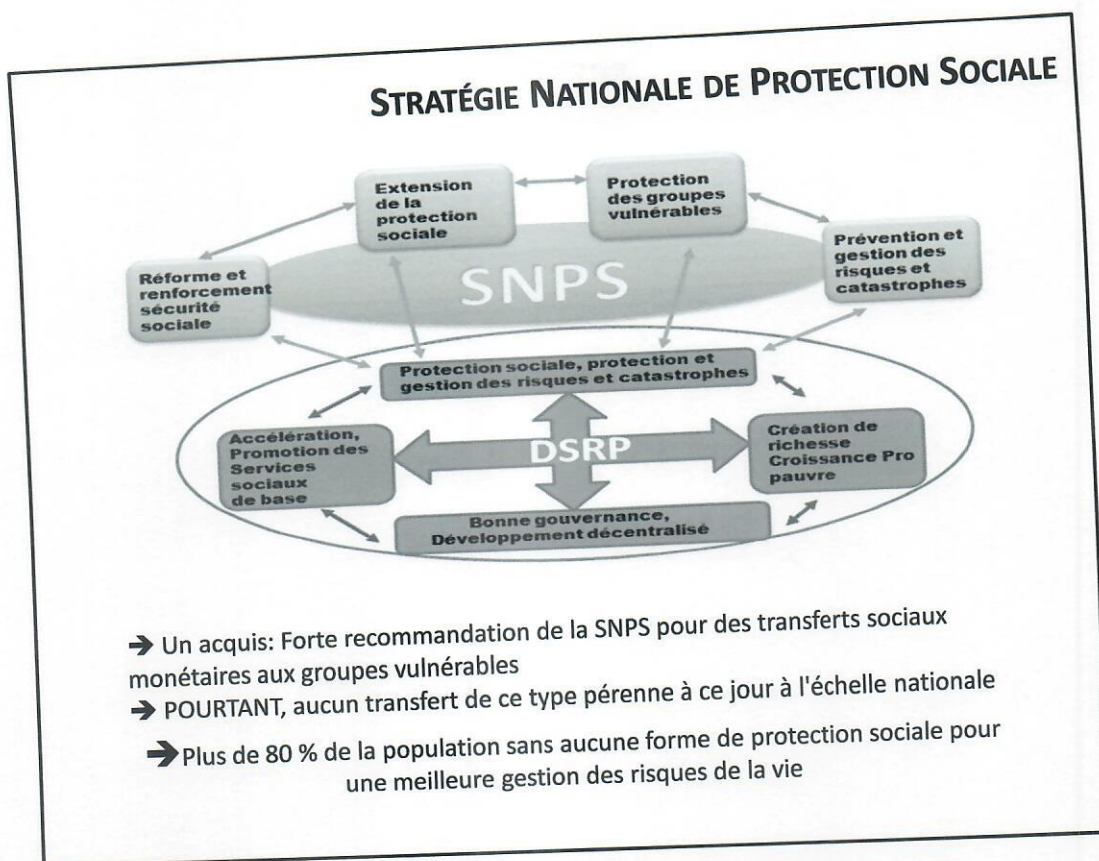 STRATÉGIE NATIONALE DE PROTECTION SOCIALE
Extension
de la
protection
sociale
Protection
des groupes
vulnérables
Réforme et
renforcement
sécurité
sociale
SNPS
Prévention et
gestion des
risques et
catastrophes
Protection sociale, protection et
gestion des risques et catastrophes
Accélération,
Promotion des
Services
sociaux
de base
DSRP
Création de
richesse
Croissance Pro
pauvre
Bonne gouvernance,
Développement décentralisé
➔ Un acquis: Forte recommandation de la SNPS pour des transferts sociaux
monétaires aux groupes vulnérables
➔ POURTANT, aucun transfert de ce type pérenne à ce jour à l'échelle nationale
➔Plus de 80 % de la population sans aucune forme de protection sociale pour
une meilleure gestion des risques de la vie